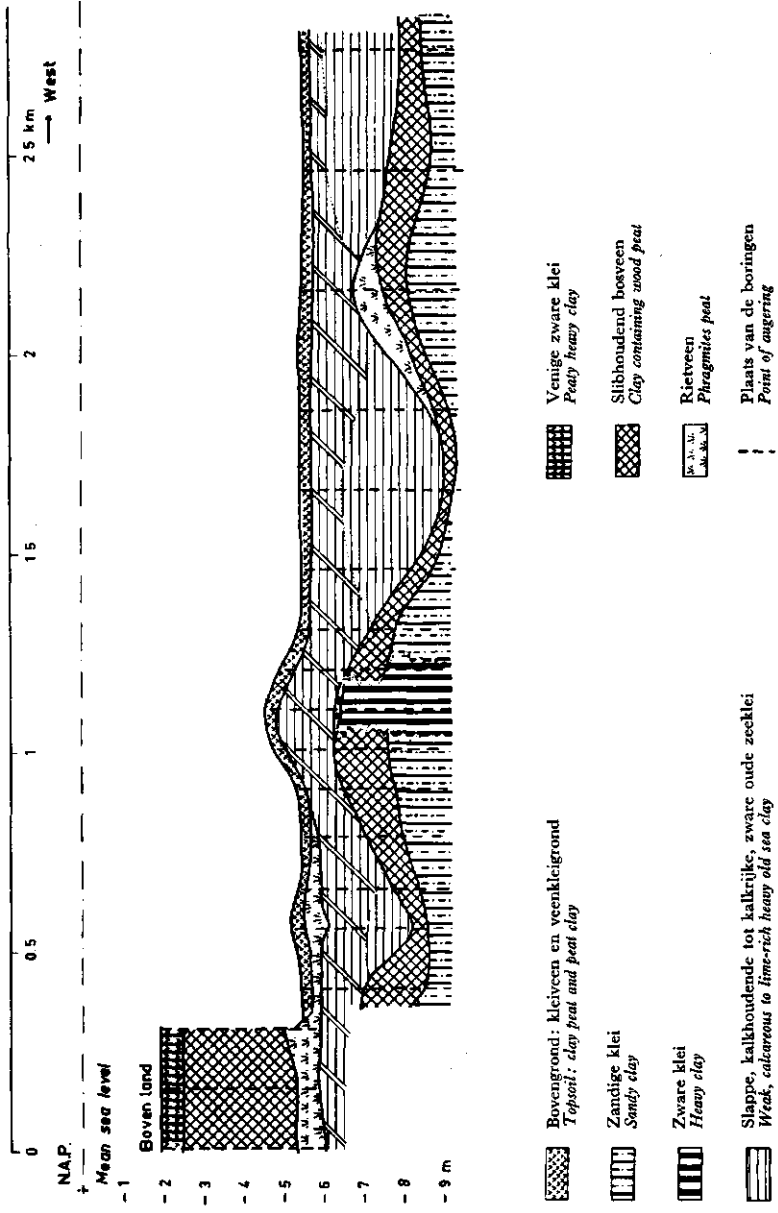 0
0.5
1
15
2
25 km
→ West
N.A.P.
+
Mean sea level
Boven land
- 1
- 2
- 3
- 4
- 5
- 6
- 7
- 8
- 9 m
Bovengrond: kleiveen en veenkleigrond
Topsoil: clay peat and peat clay
Zandige klei
Sandy clay
Zware klei
Heavy clay
Slappe, kalkhoudende tot kalkrijke, zware oude zeeklei
Weak, calcareous to lime-rich heavy old sea clay
Venige zware klei
Peaty heavy clay
Slibhoudend bosveen
Clay containing wood peat
Rietveen
Phragmites peat
Plaats van de boringen
Point of augering